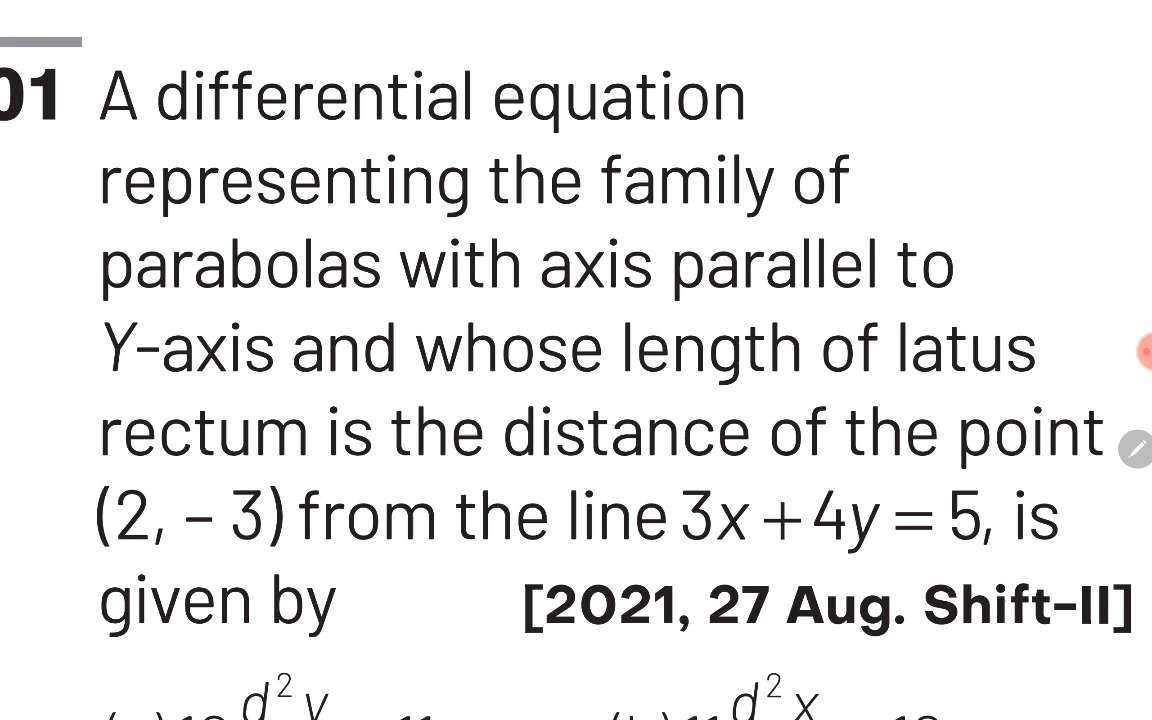 01 A differential equation
representing the family of
parabolas with axis parallel to
Y-axis and whose length of latus
rectum is the distance of the point
(2, – 3) from the line 3x + 4y = 5, is
given by [2021, 27 Aug. Shift-II]
d² y d² x